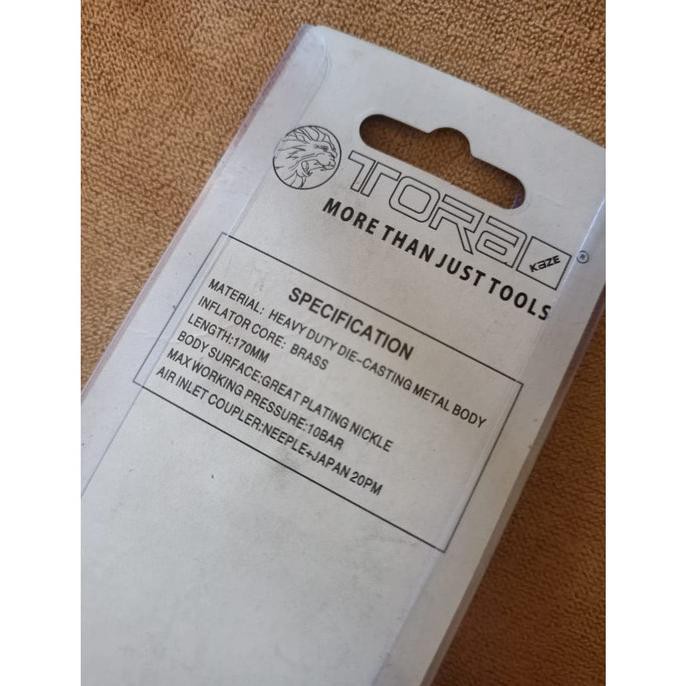 TORA
KAZE
®
MORE THAN JUST TOOLS
SPECIFICATION
MATERIAL: HEAVY DUTY DIE-CASTING METAL BODY
INFLATOR CORE: BRASS
LENGTH:170MM
BODY SURFACE:GREAT PLATING NICKLE
MAX WORKING PRESSURE:10BAR
AIR INLET COUPLER:NEEPLE+JAPAN 20PM